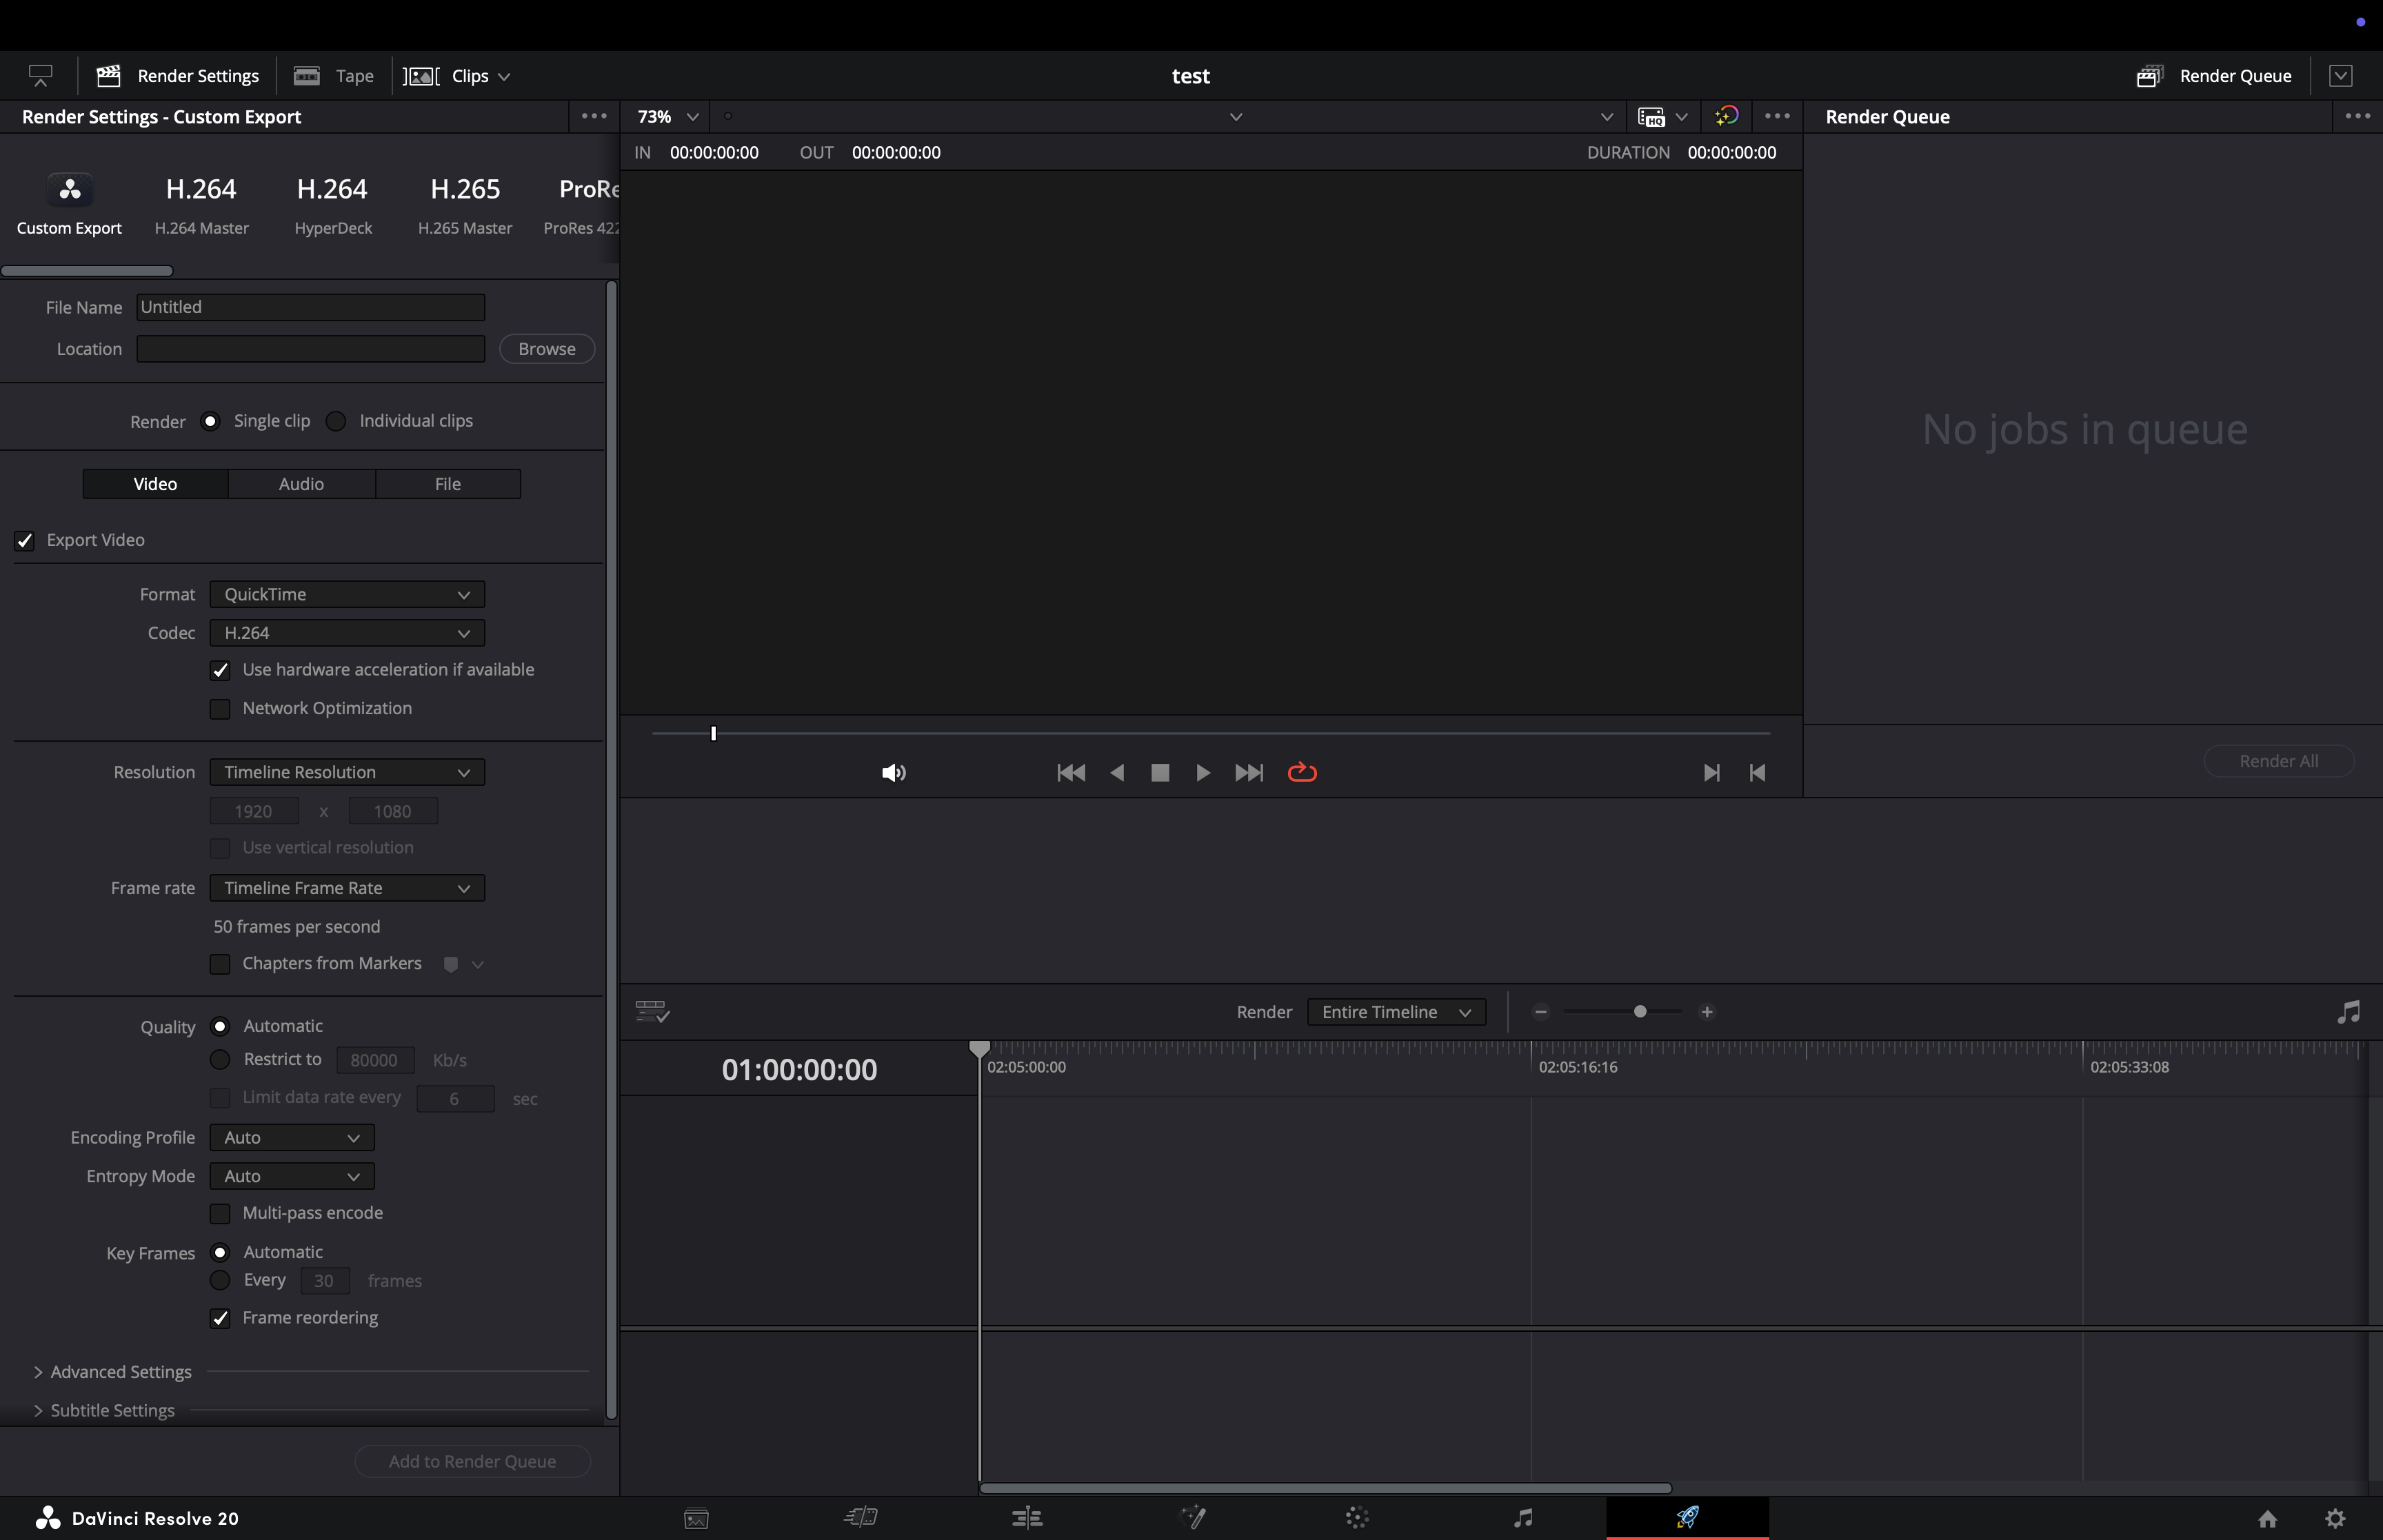 Render Settings Tape Clips test Render Queue
Render Settings - Custom Export 73% HQ Render Queue
IN 00:00:00:00 OUT 00:00:00:00 DURATION 00:00:00:00
H.264 H.264 H.265 ProRe
Custom Export H.264 Master HyperDeck H.265 Master ProRes 422
File Name Untitled
Location Browse
Render Single clip Individual clips
No jobs in queue
Video Audio File
Export Video
Format QuickTime
Codec H.264
Use hardware acceleration if available
Network Optimization
Render All
Resolution Timeline Resolution
1920 x 1080
Use vertical resolution
Frame rate Timeline Frame Rate
50 frames per second
Chapters from Markers
Render Entire Timeline
Quality Automatic
Restrict to 80000 Kb/s
01:00:00:00 02:05:00:00 02:05:16:16 02:05:33:08
Limit data rate every 6 sec
Encoding Profile Auto
Entropy Mode Auto
Multi-pass encode
Key Frames Automatic
Every 30 frames
Frame reordering
Advanced Settings
Subtitle Settings
Add to Render Queue
DaVinci Resolve 20